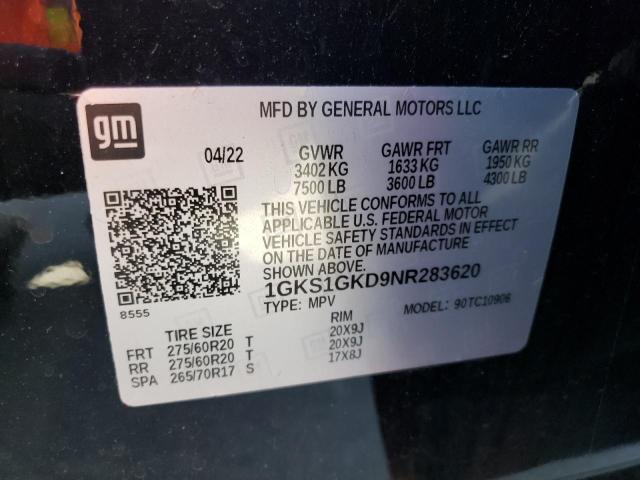 gm
MFD BY GENERAL MOTORS LLC
04/22 GVWR GAWR FRT GAWR RR
3402 KG 1633 KG 1950 KG
7500 LB 3600 LB 4300 LB
THIS VEHICLE CONFORMS TO ALL
APPLICABLE U.S. FEDERAL MOTOR
VEHICLE SAFETY STANDARDS IN EFFECT
ON THE DATE OF MANUFACTURE
SHOWN ABOVE.
1GKS1GKD9NR283620
8555
TYPE: MPV MODEL: 90TC10906
TIRE SIZE RIM
FRT 275/60R20 T 20X9J
RR 275/60R20 T 20X9J
SPA 265/70R17 S 17X8J